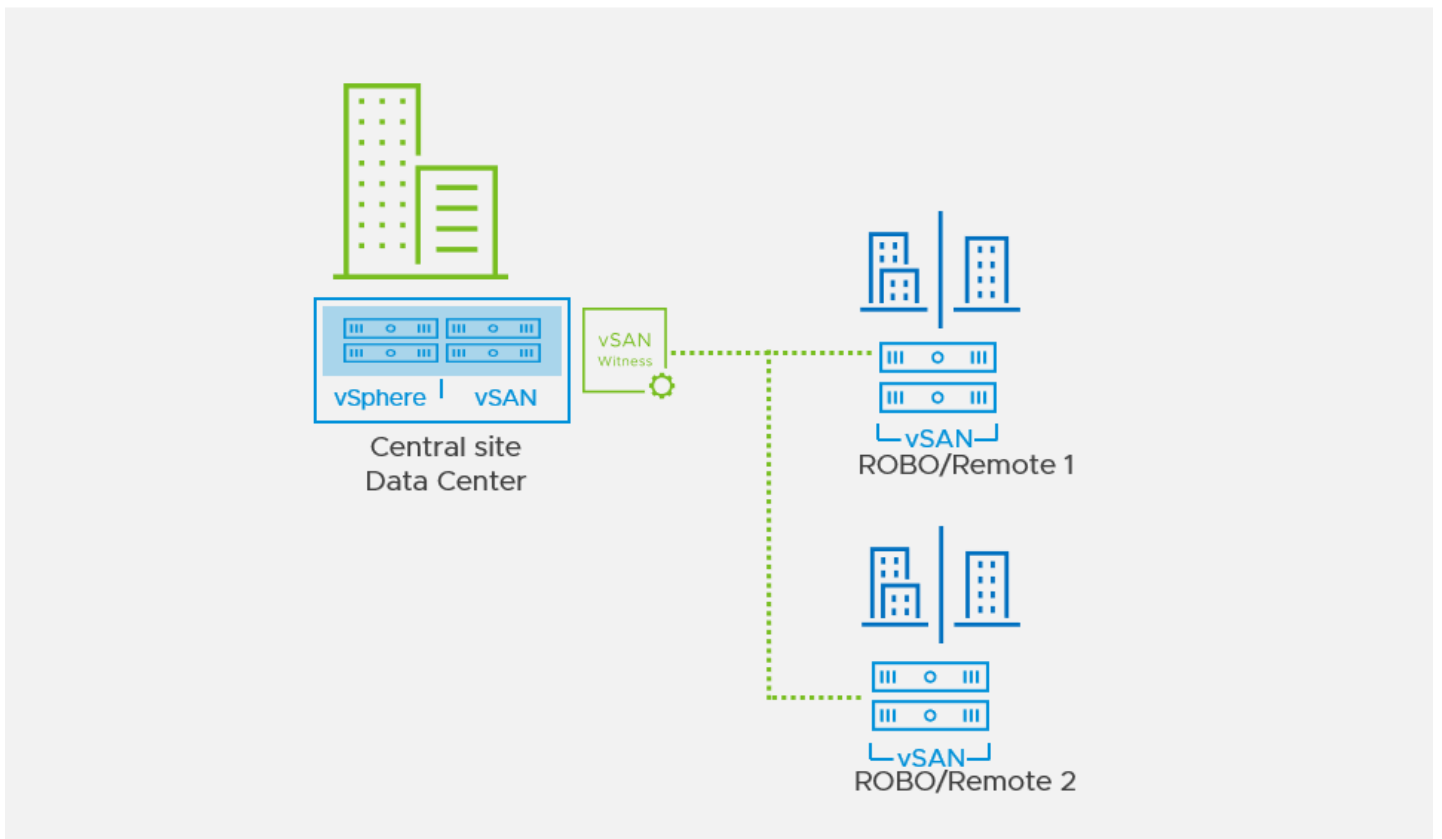 vSAN
Witness
vSphere
vSAN
Central site
Data Center
vSAN
ROBO/Remote 1
vSAN
ROBO/Remote 2